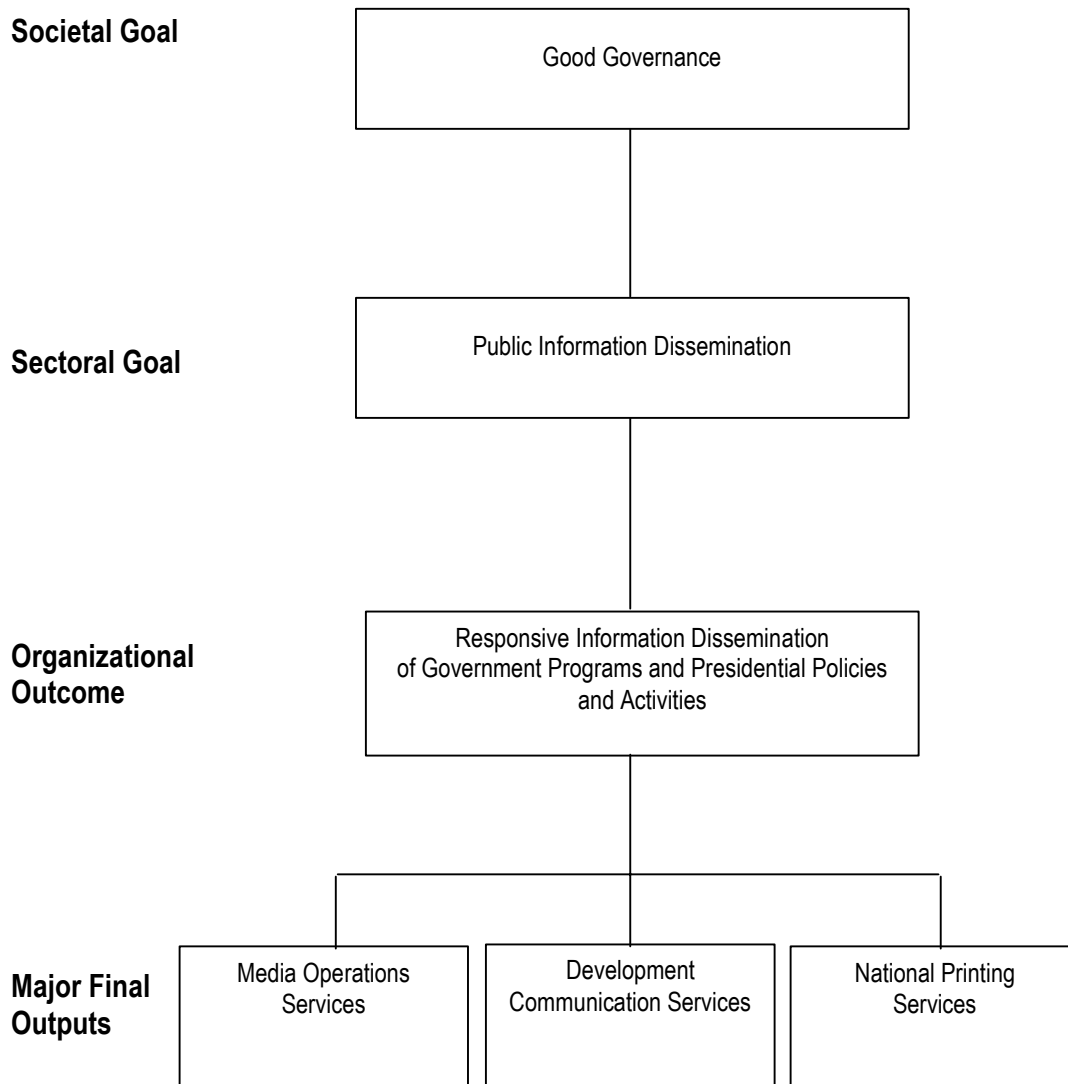 Societal Goal
Good Governance
Sectoral Goal
Public Information Dissemination
Organizational
Outcome
Responsive Information Dissemination
of Government Programs and Presidential Policies
and Activities
Major Final
Outputs
Media Operations
Services
Development
Communication Services
National Printing
Services